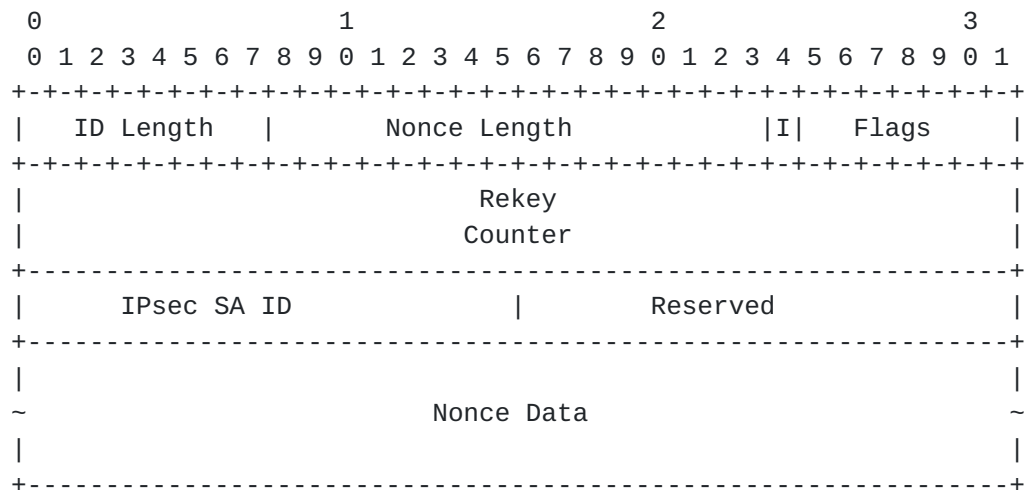 0                   1                   2                   3
 0 1 2 3 4 5 6 7 8 9 0 1 2 3 4 5 6 7 8 9 0 1 2 3 4 5 6 7 8 9 0 1
+-+-+-+-+-+-+-+-+-+-+-+-+-+-+-+-+-+-+-+-+-+-+-+-+-+-+-+-+-+-+-+-+
|   ID Length   |       Nonce Length            |I|   Flags     |
+-+-+-+-+-+-+-+-+-+-+-+-+-+-+-+-+-+-+-+-+-+-+-+-+-+-+-+-+-+-+-+-+
|                             Rekey                             |
|                            Counter                            |
+---------------------------------------------------------------+
|      IPsec SA ID              |        Reserved               |
+---------------------------------------------------------------+
|                                                               |
~                          Nonce Data                           ~
|                                                               |
+---------------------------------------------------------------+